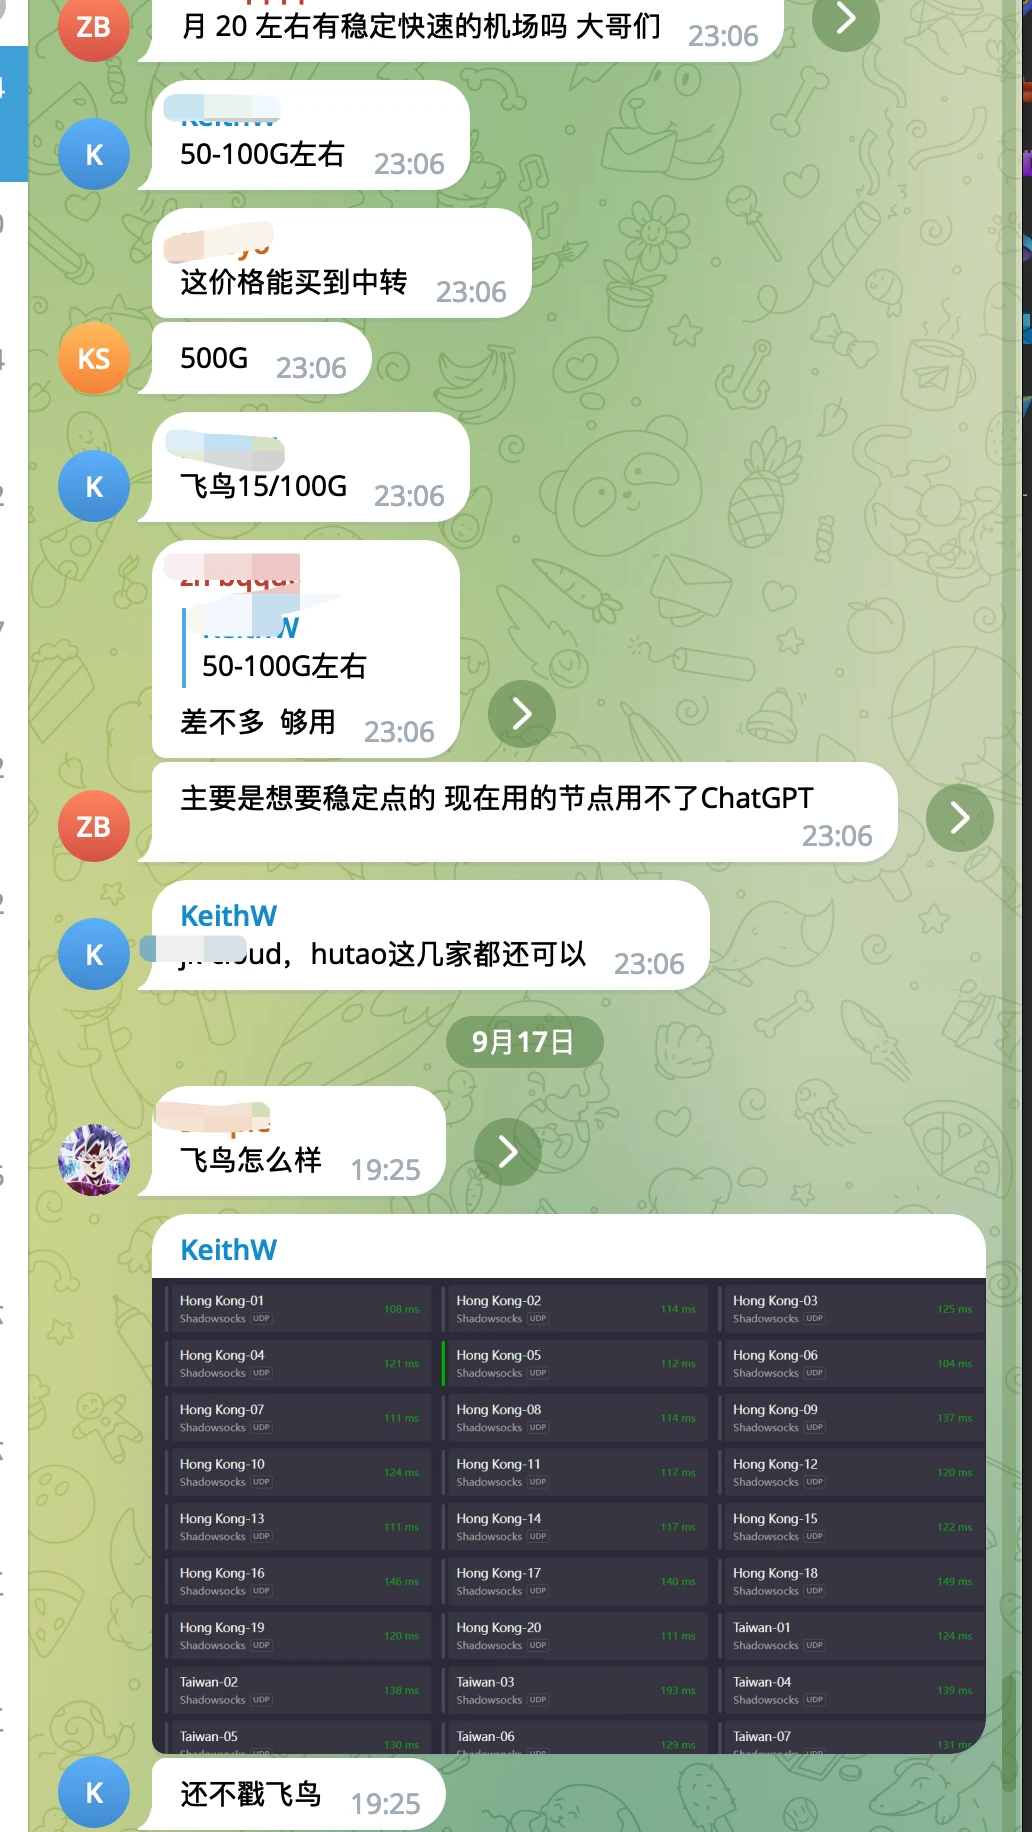 ZB
月 20 左右有稳定快速的机场吗 大哥们 23:06
K
50-100G左右 23:06
这价格能买到中转 23:06
KS
500G 23:06
K
飞鸟15/100G 23:06
50-100G左右
差不多 够用 23:06
ZB
主要是想要稳定点的 现在用的节点用不了ChatGPT
23:06
KeithW
K
cloud，hutao这几家都还可以 23:06
9月17日
飞鸟怎么样 19:25
KeithW
Hong Kong-01 108 ms
Shadowsocks UDP
Hong Kong-02 114 ms
Shadowsocks UDP
Hong Kong-03 125 ms
Shadowsocks UDP
Hong Kong-04 121 ms
Shadowsocks UDP
Hong Kong-05 112 ms
Shadowsocks UDP
Hong Kong-06 104 ms
Shadowsocks UDP
Hong Kong-07 111 ms
Shadowsocks UDP
Hong Kong-08 114 ms
Shadowsocks UDP
Hong Kong-09 137 ms
Shadowsocks UDP
Hong Kong-10 124 ms
Shadowsocks UDP
Hong Kong-11 117 ms
Shadowsocks UDP
Hong Kong-12 120 ms
Shadowsocks UDP
Hong Kong-13 111 ms
Shadowsocks UDP
Hong Kong-14 117 ms
Shadowsocks UDP
Hong Kong-15 122 ms
Shadowsocks UDP
Hong Kong-16 146 ms
Shadowsocks UDP
Hong Kong-17 140 ms
Shadowsocks UDP
Hong Kong-18 149 ms
Shadowsocks UDP
Hong Kong-19 120 ms
Shadowsocks UDP
Hong Kong-20 111 ms
Shadowsocks UDP
Taiwan-01 124 ms
Shadowsocks UDP
Taiwan-02 138 ms
Shadowsocks UDP
Taiwan-03 193 ms
Shadowsocks UDP
Taiwan-04 139 ms
Shadowsocks UDP
Taiwan-05 130 ms
Taiwan-06 129 ms
Taiwan-07 131 ms
K
还不戳飞鸟 19:25